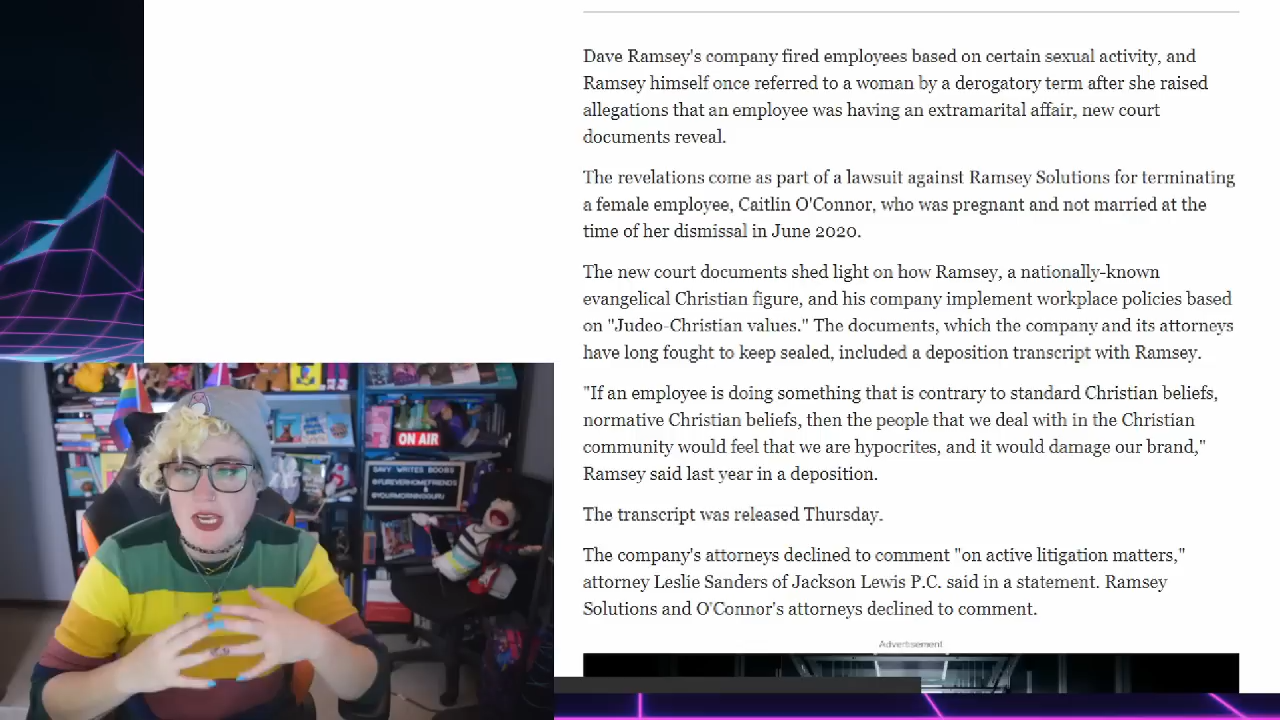 Dave Ramsey's company fired employees based on certain sexual activity, and
Ramsey himself once referred to a woman by a derogatory term after she raised
allegations that an employee was having an extramarital affair, new court
documents reveal.
The revelations come as part of a lawsuit against Ramsey Solutions for terminating
a female employee, Caitlin O'Connor, who was pregnant and not married at the
time of her dismissal in June 2020.
The new court documents shed light on how Ramsey, a nationally-known
evangelical Christian figure, and his company implement workplace policies based
on "Judeo-Christian values." The documents, which the company and its attorneys
have long fought to keep sealed, included a deposition transcript with Ramsey.
"If an employee is doing something that is contrary to standard Christian beliefs,
normative Christian beliefs, then the people that we deal with in the Christian
community would feel that we are hypocrites, and it would damage our brand,"
Ramsey said last year in a deposition.
The transcript was released Thursday.
The company's attorneys declined to comment "on active litigation matters,"
attorney Leslie Sanders of Jackson Lewis P.C. said in a statement. Ramsey
Solutions and O'Connor's attorneys declined to comment.
Advertisement
ON AIR
SAVY WRITES BOOKS
@FUREVERHOMEFRIENDS
&
@YOURMORNINGGURU